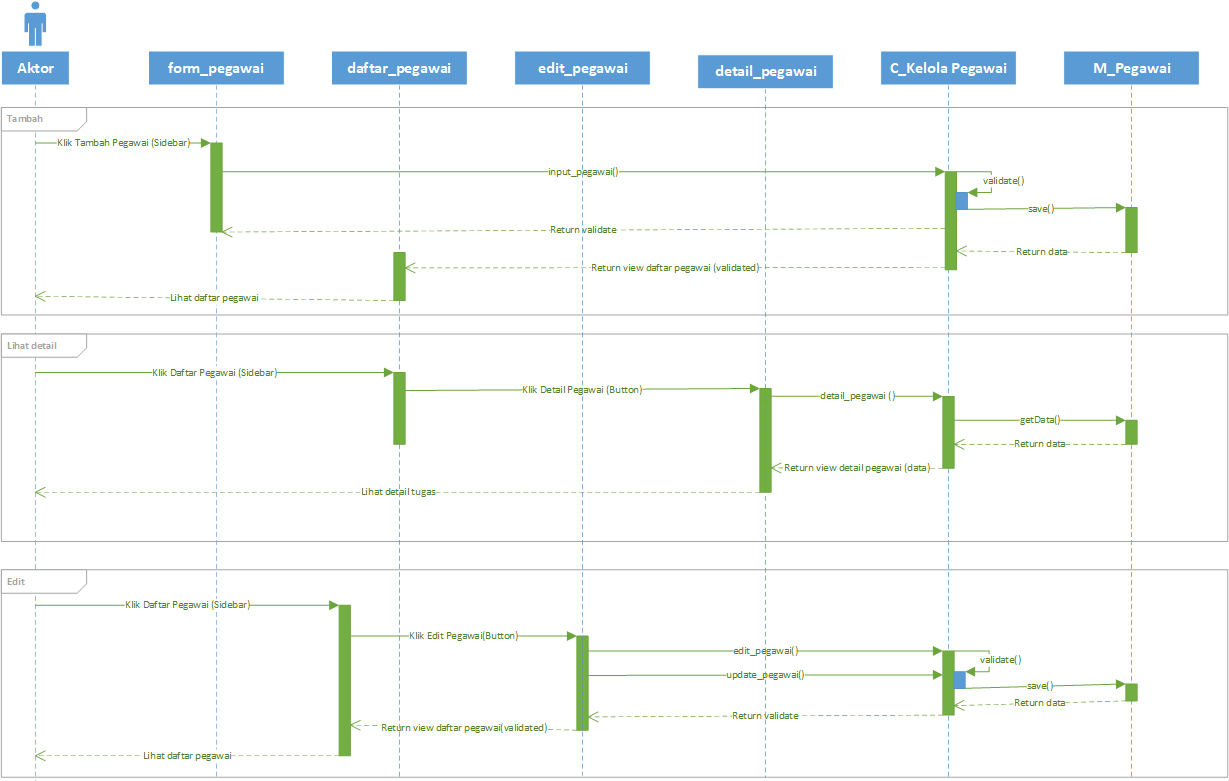 Aktor
form_pegawai
daftar_pegawai
edit_pegawai
detail_pegawai
C_Kelola Pegawai
M_Pegawai
Tambah
Klik Tambah Pegawai (Sidebar)
input_pegawai()
validate()
save()
Return validate
Return data
Return view daftar pegawai (validated)
Lihat daftar pegawai
Lihat detail
Klik Daftar Pegawai (Sidebar)
Klik Detail Pegawai (Button)
detail_pegawai ()
getData()
Return data
Return view detail pegawai (data)
Lihat detail tugas
Edit
Klik Daftar Pegawai (Sidebar)
Klik Edit Pegawai(Button)
edit_pegawai()
validate()
update_pegawai()
save()
Return data
Return validate
Return view daftar pegawai(validated)
Lihat daftar pegawai